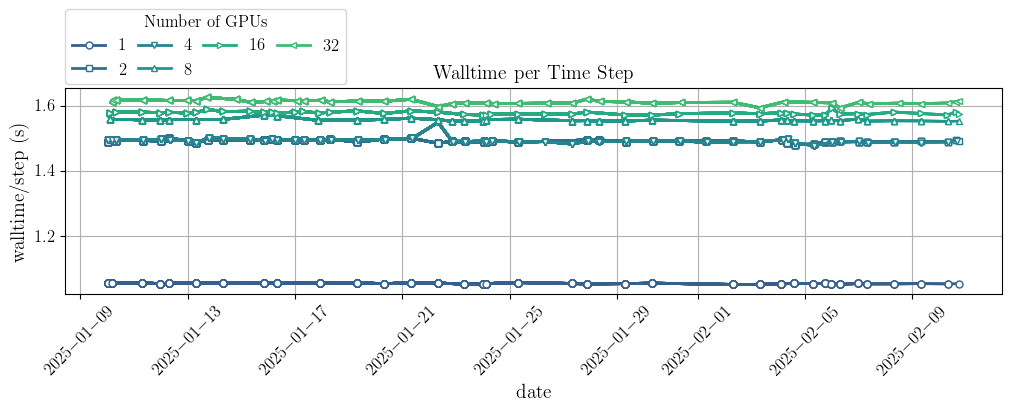 Number of GPUs
1 4 16 32
2 8
Walltime per Time Step
walltime/step (s)
1.6
1.4
1.2
2025−01−09 2025−01−13 2025−01−17 2025−01−21 2025−01−25 2025−01−29 2025−02−01 2025−02−05 2025−02−09
date